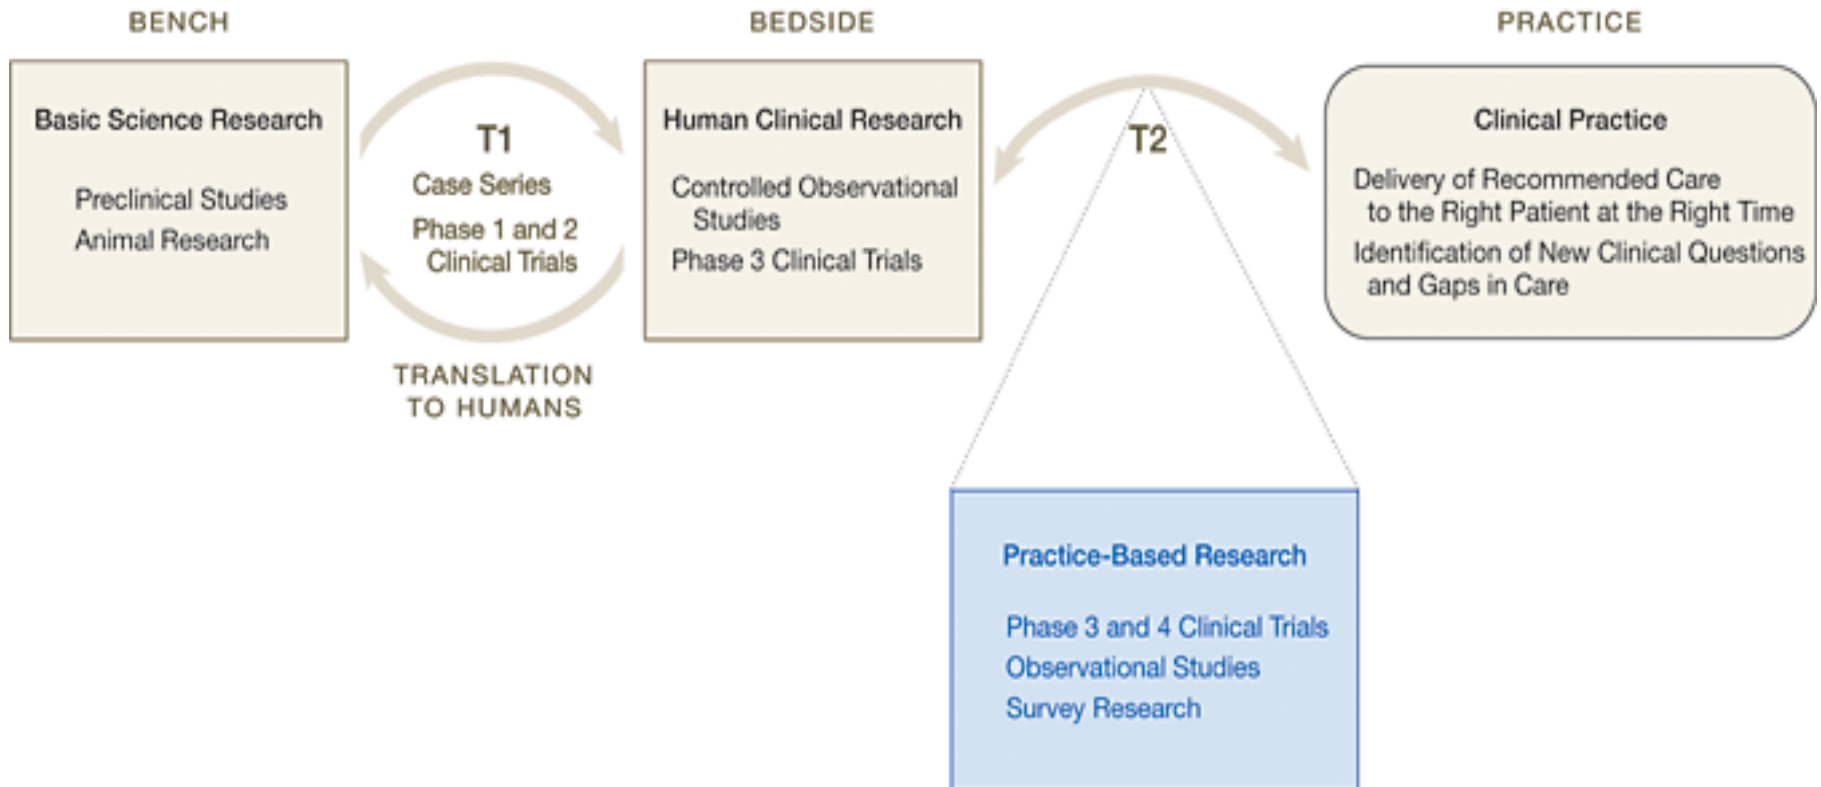 BENCH
BEDSIDE
PRACTICE
Basic Science Research
Preclinical Studies
Animal Research
T1
Case Series
Phase 1 and 2
Clinical Trials
TRANSLATION
TO HUMANS
Human Clinical Research
Controlled Observational
Studies
Phase 3 Clinical Trials
T2
Clinical Practice
Delivery of Recommended Care
to the Right Patient at the Right Time
Identification of New Clinical Questions
and Gaps in Care
Practice-Based Research
Phase 3 and 4 Clinical Trials
Observational Studies
Survey Research